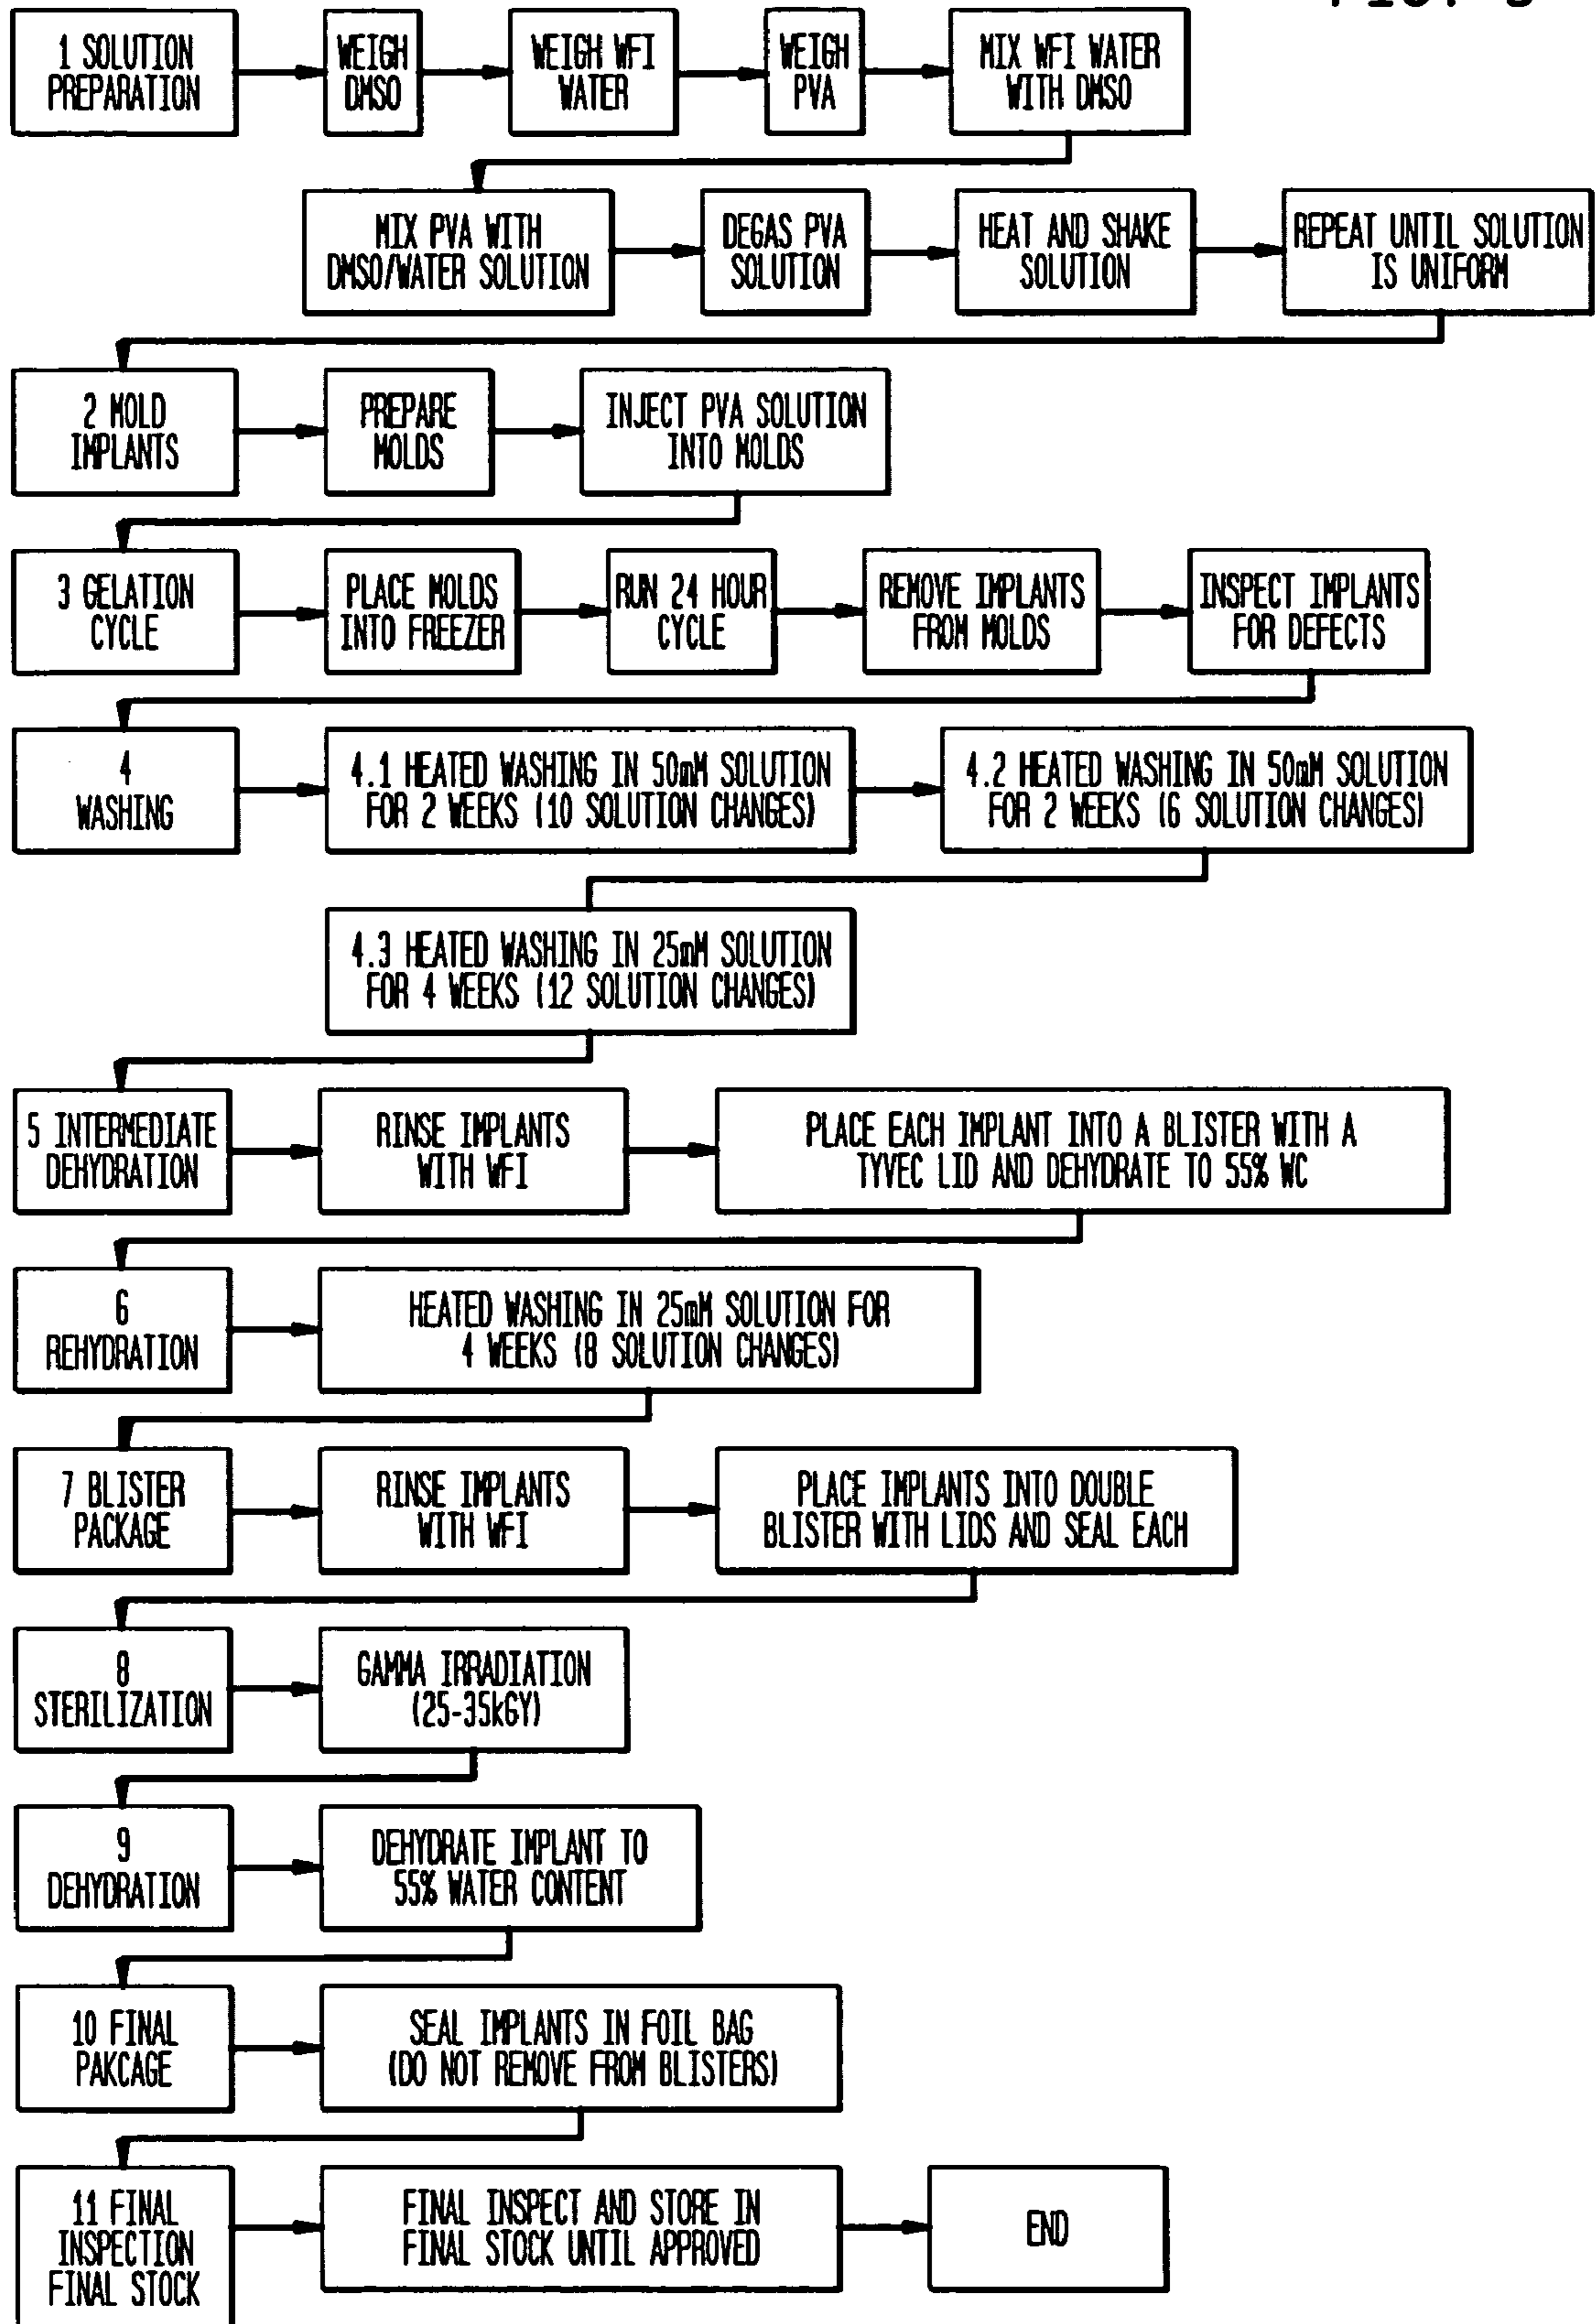 1 SOLUTION
PREPARATION
WEIGH
DMSO
WEIGH WFI
WATER
WEIGH
PVA
MIX WFI WATER
WITH DMSO
MIX PVA WITH
DMSO/WATER SOLUTION
DEGAS PVA
SOLUTION
HEAT AND SHAKE
SOLUTION
REPEAT UNTIL SOLUTION
IS UNIFORM
2 MOLD
IMPLANTS
PREPARE
MOLDS
INJECT PVA SOLUTION
INTO MOLDS
3 GELATION
CYCLE
PLACE MOLDS
INTO FREEZER
RUN 24 HOUR
CYCLE
REMOVE IMPLANTS
FROM MOLDS
INSPECT IMPLANTS
FOR DEFECTS
4
WASHING
4.1 HEATED WASHING IN 50mM SOLUTION
FOR 2 WEEKS (10 SOLUTION CHANGES)
4.2 HEATED WASHING IN 50mM SOLUTION
FOR 2 WEEKS (6 SOLUTION CHANGES)
4.3 HEATED WASHING IN 25mM SOLUTION
FOR 4 WEEKS (12 SOLUTION CHANGES)
5 INTERMEDIATE
DEHYDRATION
RINSE IMPLANTS
WITH WFI
PLACE EACH IMPLANT INTO A BLISTER WITH A
TYVEC LID AND DEHYDRATE TO 55% WC
6
REHYDRATION
HEATED WASHING IN 25mM SOLUTION FOR
4 WEEKS (8 SOLUTION CHANGES)
7 BLISTER
PACKAGE
RINSE IMPLANTS
WITH WFI
PLACE IMPLANTS INTO DOUBLE
BLISTER WITH LIDS AND SEAL EACH
8
STERILIZATION
GAMMA IRRADIATION
(25-35kGY)
9
DEHYDRATION
DEHYDRATE IMPLANT TO
55% WATER CONTENT
10 FINAL
PAKCAGE
SEAL IMPLANTS IN FOIL BAG
(DO NOT REMOVE FROM BLISTERS)
11 FINAL
INSPECTION
FINAL STOCK
FINAL INSPECT AND STORE IN
FINAL STOCK UNTIL APPROVED
END